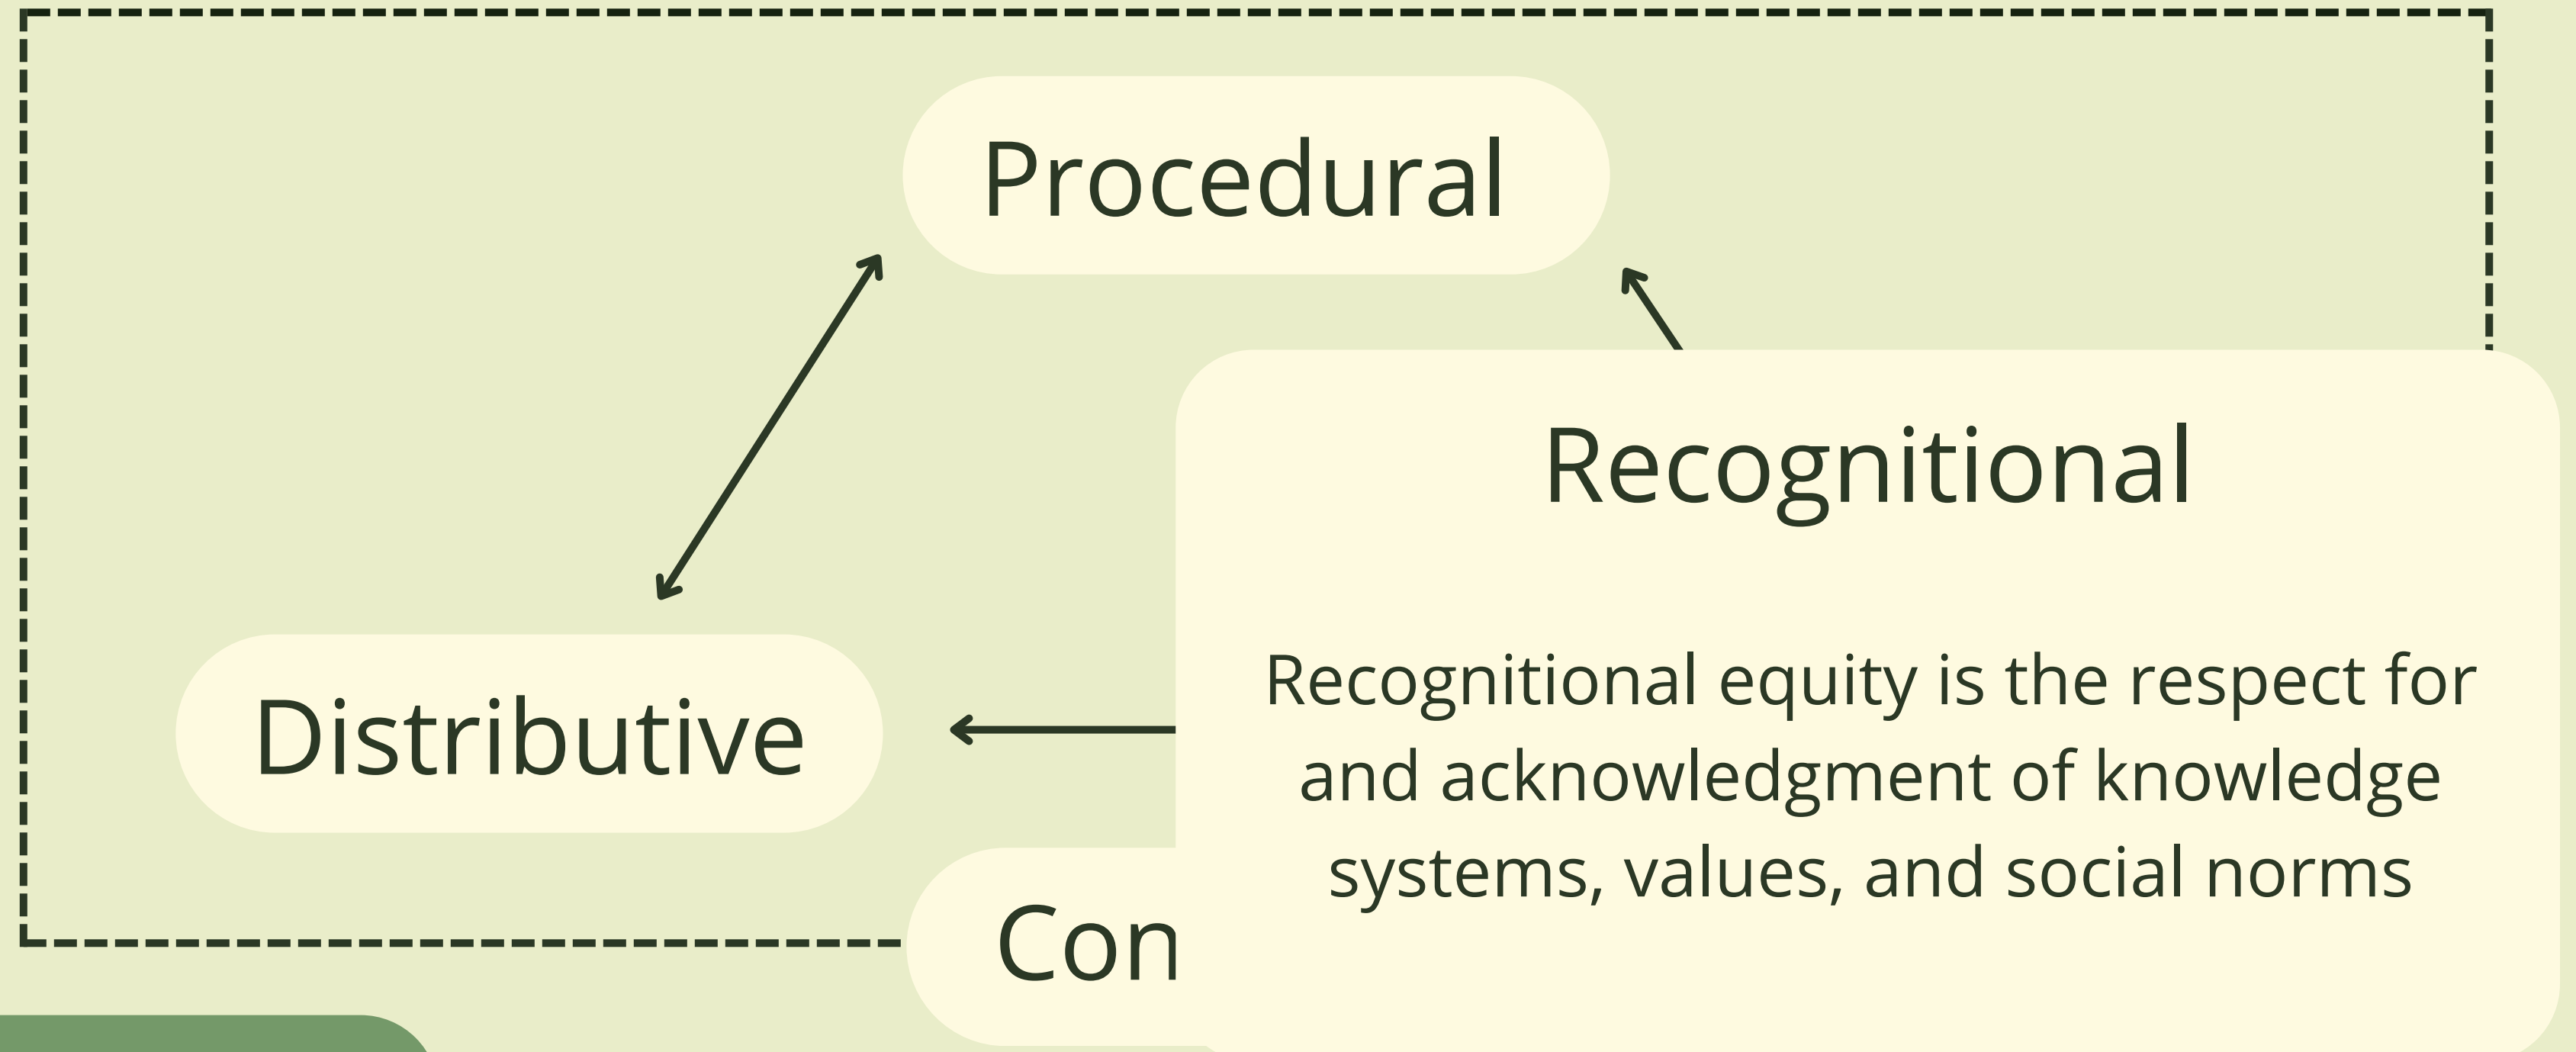 Procedural
Recognitional
Recognitional equity is the respect for
and acknowledgment of knowledge
systems, values, and social norms
Distributive
Con